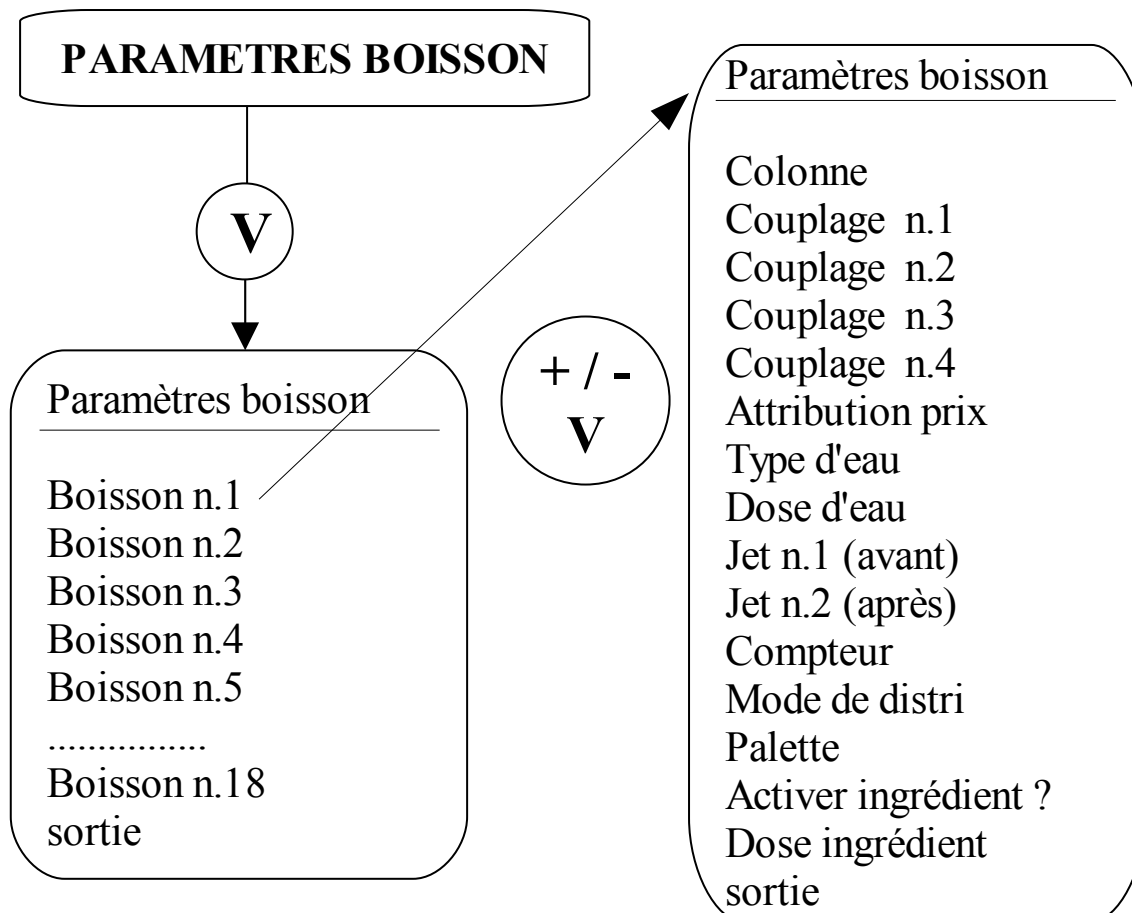 PARAMETRES BOISSON
V
Paramètres boisson
Boisson n.1
Boisson n.2
Boisson n.3
Boisson n.4
Boisson n.5
................
Boisson n.18
sortie
+ / -
V
Paramètres boisson
Colonne
Couplage n.1
Couplage n.2
Couplage n.3
Couplage n.4
Attribution prix
Type d'eau
Dose d'eau
Jet n.1 (avant)
Jet n.2 (après)
Compteur
Mode de distri
Palette
Activer ingrédient ?
Dose ingrédient
sortie